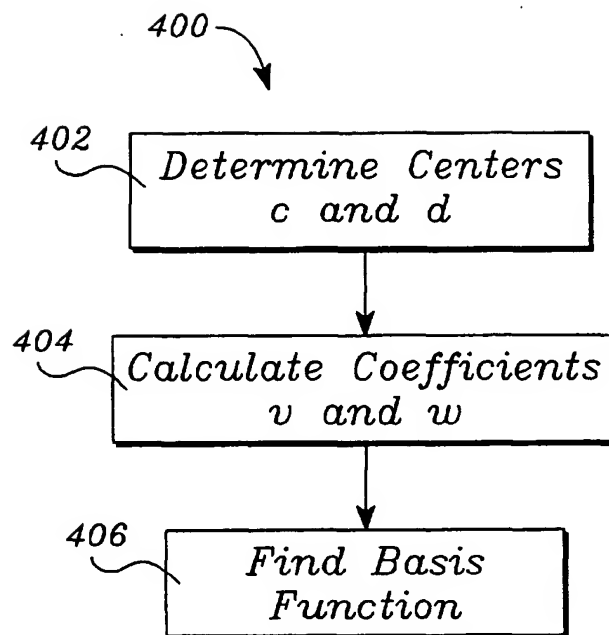 400
402
Determine Centers
c and d
404
Calculate Coefficients
v and w
406
Find Basis
Function